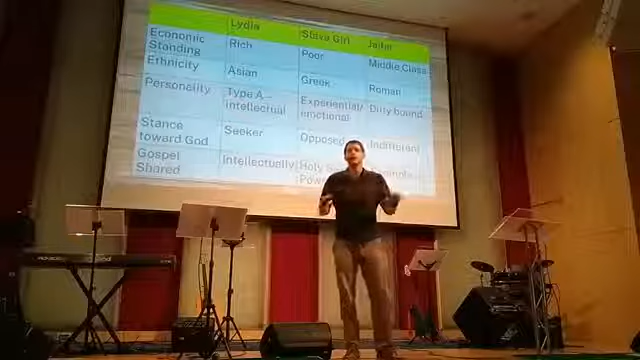 Lydia Slave Girl Jailer
Economic Standing Rich Poor Middle Class
Ethnicity Asian Greek Roman
Personality Type A – intellectual Experiential/ emotional Duty bound
Stance toward God Seeker Opposed Indifferent
Gospel Shared Intellectually Holy